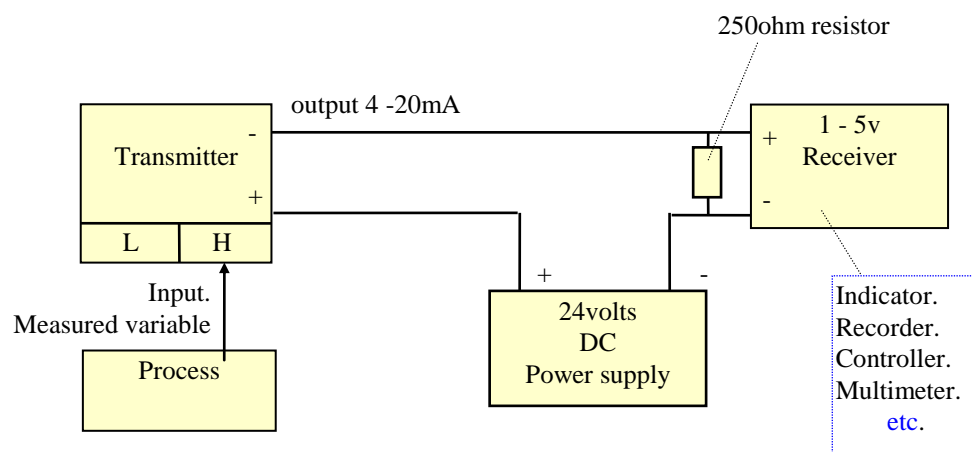 250ohm resistor
output 4 -20mA
-
Transmitter
+
L
H
+
1 - 5v
Receiver
-
Input.
Measured variable
Process
+
-
24volts
DC
Power supply
Indicator.
Recorder.
Controller.
Multimeter.
etc.